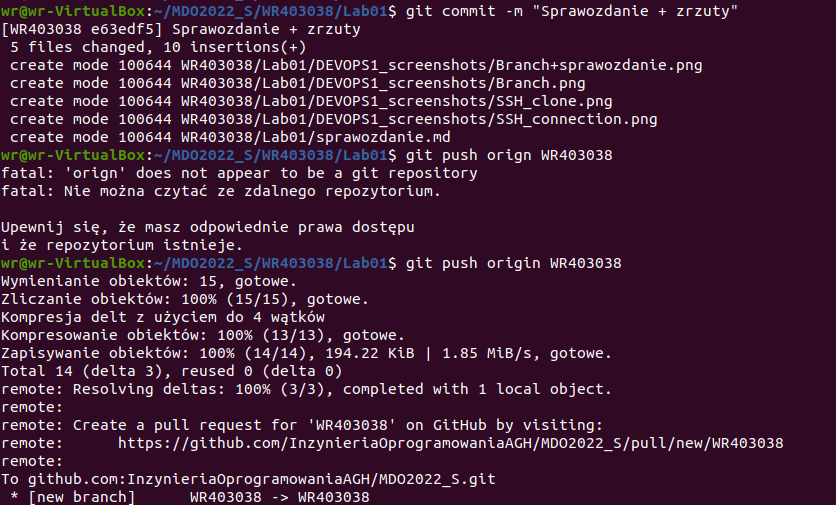 wr@wr-VirtualBox:~/MDO2022_S/WR403038/Lab01$ git commit -m "Sprawozdanie + zrzuty"
[WR403038 e63edf5] Sprawozdanie + zrzuty
 5 files changed, 10 insertions(+)
 create mode 100644 WR403038/Lab01/DEVOPS1_screenshots/Branch+sprawozdanie.png
 create mode 100644 WR403038/Lab01/DEVOPS1_screenshots/Branch.png
 create mode 100644 WR403038/Lab01/DEVOPS1_screenshots/SSH_clone.png
 create mode 100644 WR403038/Lab01/DEVOPS1_screenshots/SSH_connection.png
 create mode 100644 WR403038/Lab01/sprawozdanie.md
wr@wr-VirtualBox:~/MDO2022_S/WR403038/Lab01$ git push orign WR403038
fatal: 'orign' does not appear to be a git repository
fatal: Nie można czytać ze zdalnego repozytorium.

Upewnij się, że masz odpowiednie prawa dostępu
i że repozytorium istnieje.
wr@wr-VirtualBox:~/MDO2022_S/WR403038/Lab01$ git push origin WR403038
Wymienianie obiektów: 15, gotowe.
Zliczanie obiektów: 100% (15/15), gotowe.
Kompresja delt z użyciem do 4 wątków
Kompresowanie obiektów: 100% (13/13), gotowe.
Zapisywanie obiektów: 100% (14/14), 194.22 KiB | 1.85 MiB/s, gotowe.
Total 14 (delta 3), reused 0 (delta 0)
remote: Resolving deltas: 100% (3/3), completed with 1 local object.
remote:
remote: Create a pull request for 'WR403038' on GitHub by visiting:
remote:      https://github.com/InzynieriaOprogramowaniaAGH/MDO2022_S/pull/new/WR403038
remote:
To github.com:InzynieriaOprogramowaniaAGH/MDO2022_S.git
 * [new branch]      WR403038 -> WR403038